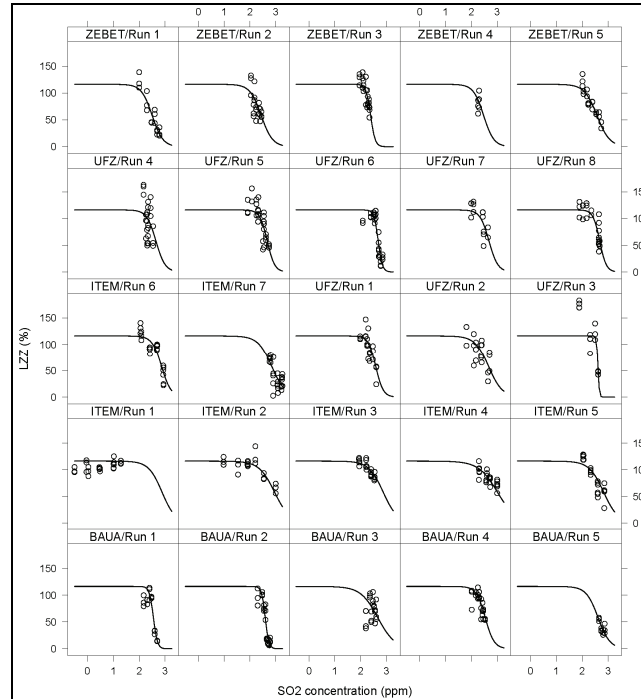 0 1 2 3 0 1 2 3
ZEBET/Run 1 ZEBET/Run 2 ZEBET/Run 3 ZEBET/Run 4 ZEBET/Run 5
150
100
50
0
UFZ/Run 4 UFZ/Run 5 UFZ/Run 6 UFZ/Run 7 UFZ/Run 8
150
100
50
0
ITEM/Run 6 ITEM/Run 7 UFZ/Run 1 UFZ/Run 2 UFZ/Run 3
150
100
50
0
LZZ (%)
ITEM/Run 1 ITEM/Run 2 ITEM/Run 3 ITEM/Run 4 ITEM/Run 5
150
100
50
0
BAUA/Run 1 BAUA/Run 2 BAUA/Run 3 BAUA/Run 4 BAUA/Run 5
150
100
50
0
0 1 2 3 0 1 2 3 0 1 2 3
SO2 concentration (ppm)